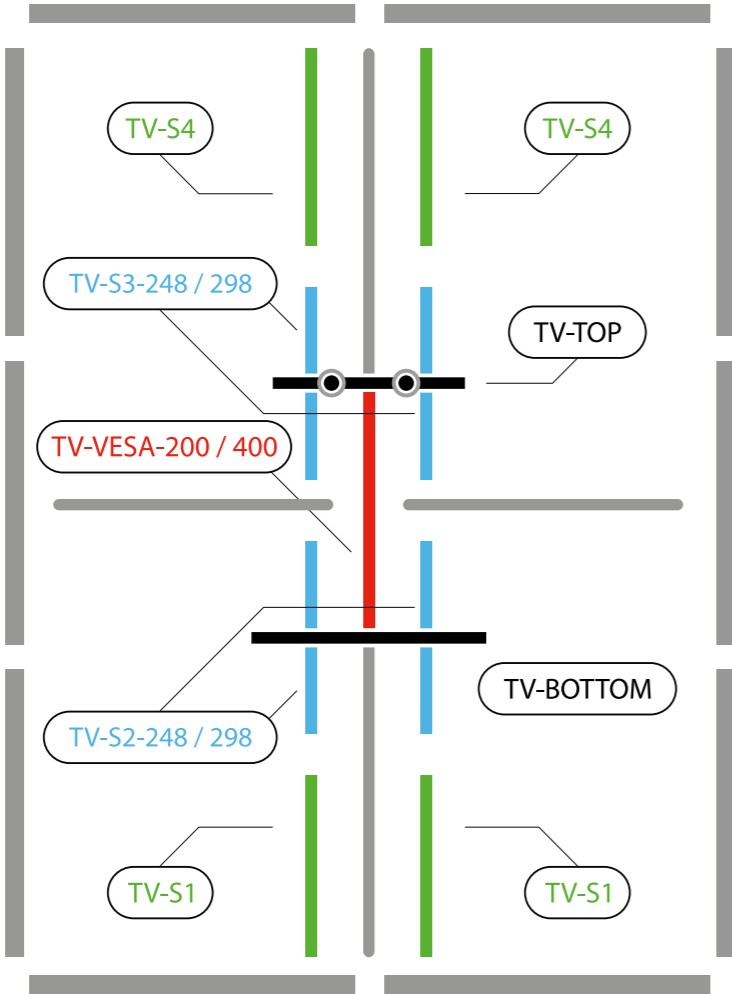 TV-S4
TV-S4
TV-S3-248 / 298
TV-TOP
TV-VESA-200 / 400
TV-BOTTOM
TV-S2-248 / 298
TV-S1
TV-S1